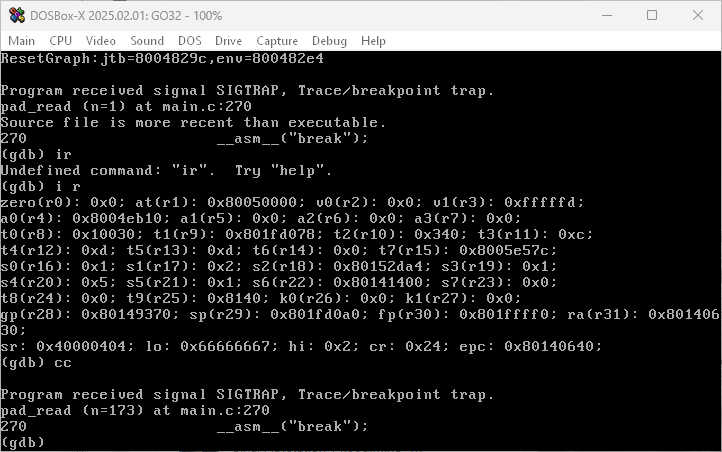 DOSBox-X 2025.02.01: GO32 - 100%
Main CPU Video Sound DOS Drive Capture Debug Help
ResetGraph:jtb=8004829c,env=800482e4
Program received signal SIGTRAP, Trace/breakpoint trap.
pad_read (n=1) at main.c:270
Source file is more recent than executable.
270 __asm__("break");
(gdb) ir
Undefined command: "ir". Try "help".
(gdb) i r
zero(r0): 0x0; at(r1): 0x80050000; v0(r2): 0x0; v1(r3): 0xfffffd;
a0(r4): 0x8004eb10; a1(r5): 0x0; a2(r6): 0x0; a3(r7): 0x0;
t0(r8): 0x10030; t1(r9): 0x801fd078; t2(r10): 0x340; t3(r11): 0xc;
t4(r12): 0xd; t5(r13): 0xd; t6(r14): 0x0; t7(r15): 0x8005e57c;
s0(r16): 0x1; s1(r17): 0x2; s2(r18): 0x80152da4; s3(r19): 0x1;
s4(r20): 0x5; s5(r21): 0x1; s6(r22): 0x80141400; s7(r23): 0x0;
t8(r24): 0x0; t9(r25): 0x8140; k0(r26): 0x0; k1(r27): 0x0;
gp(r28): 0x80149370; sp(r29): 0x801fd0a0; fp(r30): 0x801ffff0; ra(r31): 0x801406
30;
sr: 0x40000404; lo: 0x66666667; hi: 0x2; cr: 0x24; epc: 0x80140640;
(gdb) cc
Program received signal SIGTRAP, Trace/breakpoint trap.
pad_read (n=173) at main.c:270
270 __asm__("break");
(gdb)